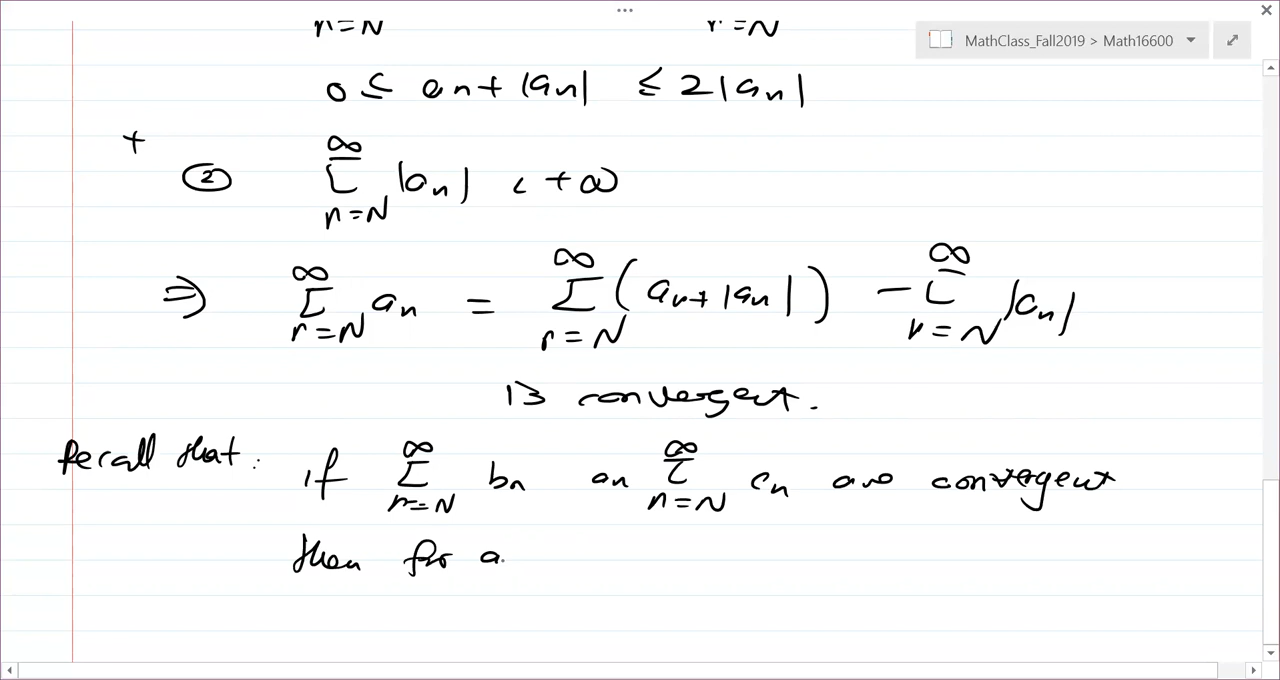 n=N n=N
MathClass_Fall2019 > Math16600
0 ≤ an + |an| ≤ 2|an|
+
② ∞ Σ n=N |an| < +∞
⇒ ∞ Σ n=N an = ∞ Σ n=N (an + |an|) - ∞ Σ n=N |an|
is convergent.
Recall that: if ∞ Σ n=N bn an ∞ Σ n=N cn are convergent
then for a